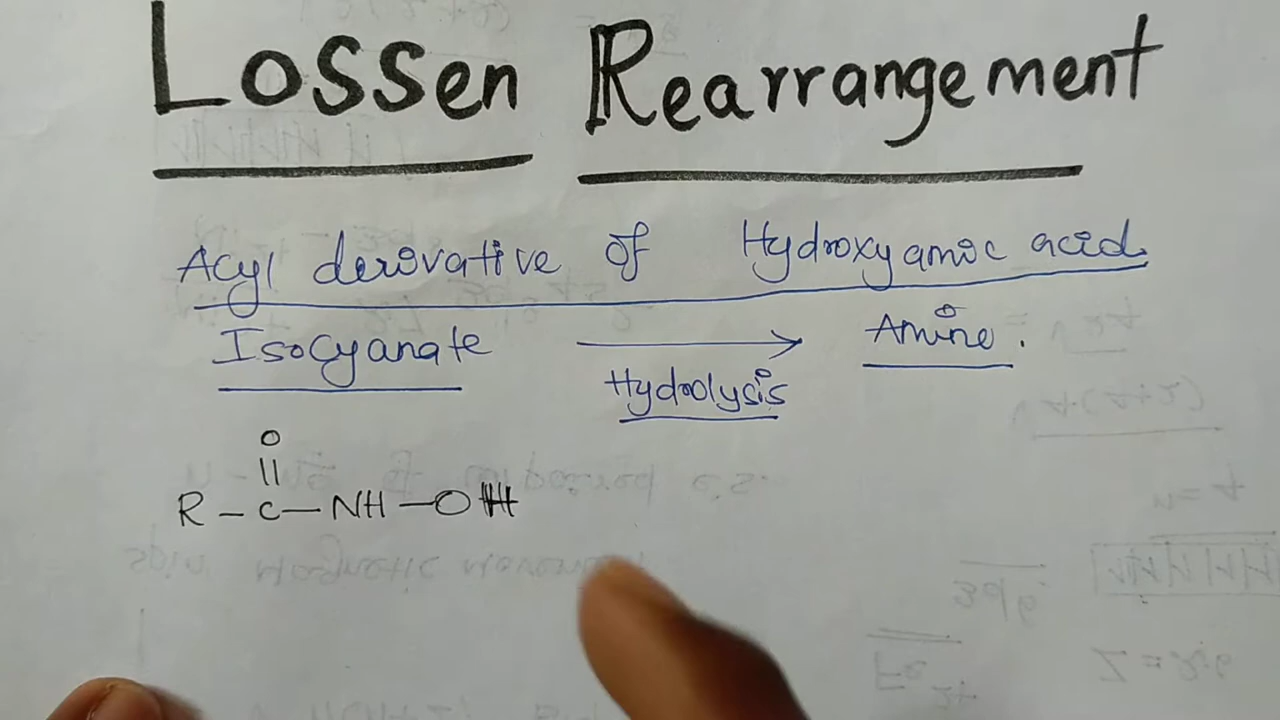 Lossen Rearrangement
Acyl derivative of Hydroxyamic acid
Isocyanate → Amine.
Hydrolysis
O
||
R – C – NH – OH